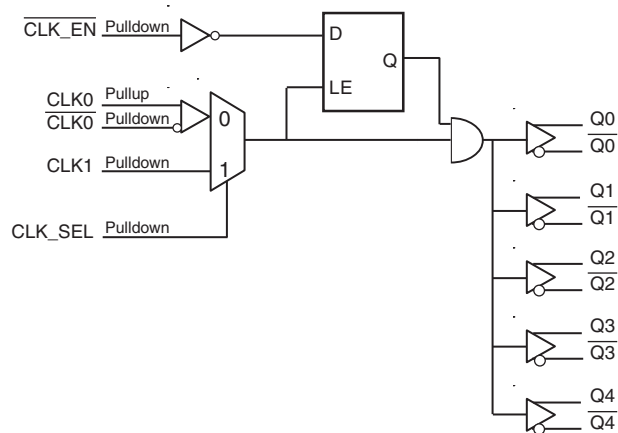 CLK_EN Pulldown
D
Q
LE
CLK0 Pullup
CLK0 Pulldown
0
CLK1 Pulldown
1
CLK_SEL Pulldown
Q0
Q0
Q1
Q1
Q2
Q2
Q3
Q3
Q4
Q4